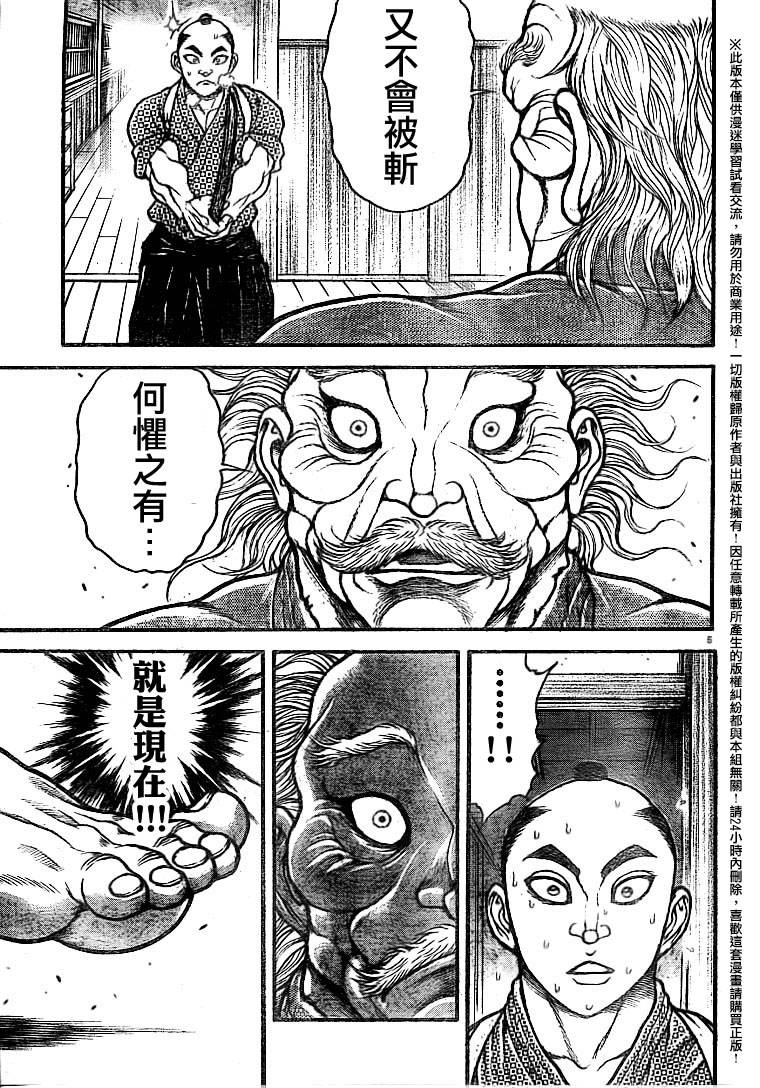 又不會被斬
何懼之有…
………!!
就是現在!!!
5
※此版本僅供漫迷學習試看交流，請勿用於商業用途！一切版權歸原作者與出版社擁有！因任意轉載所產生的版權糾紛都與本組無關！請24小時內刪除，喜歡這套漫畫請購買正版！